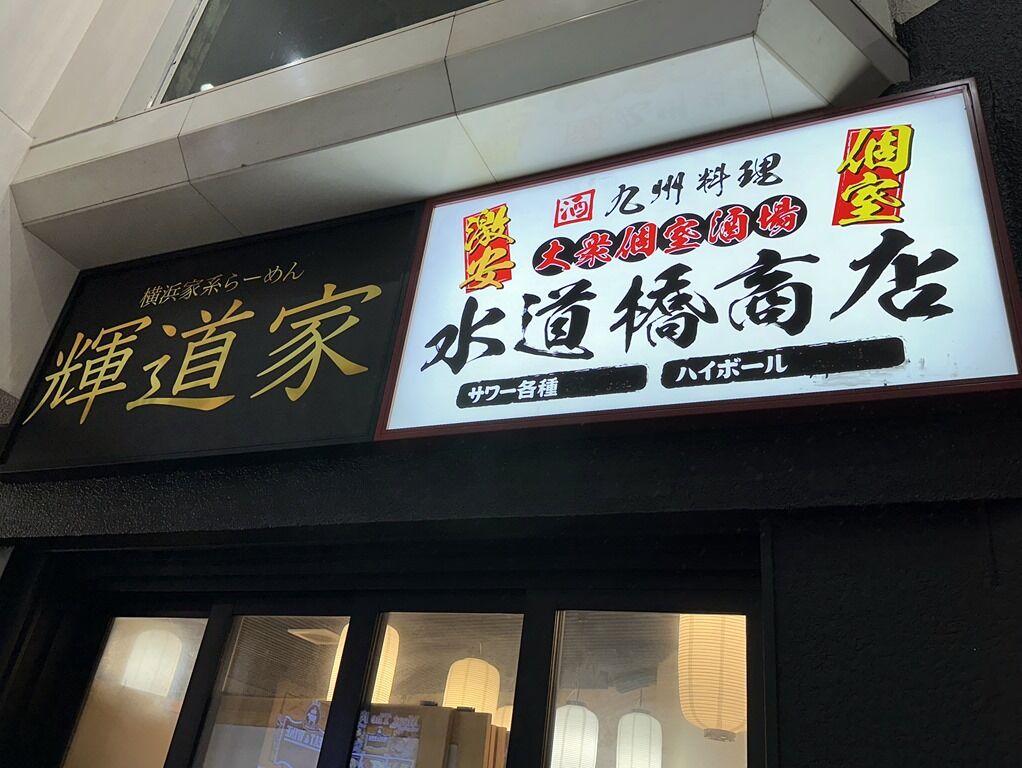 横浜家系らーめん
輝道家
激安
酒 九州料理
個室
大衆個室酒場
水道橋商店
サワー各種
ハイボール